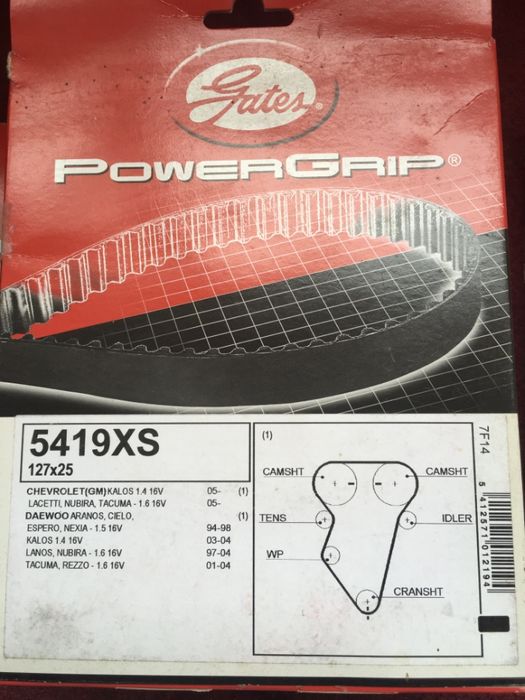 Gates®
POWERGRIP®
5419XS
127x25
CHEVROLET(GM)KALOS 1.4 16V 05- (1)
LACETTI, NUBIRA, TACUMA - 1.6 16V 05-
DAEWOO ARANOS, CIELO,
ESPERO, NEXIA - 1.5 16V 94-98
KALOS 1.4 16V 03-04
LANOS, NUBIRA - 1.6 16V 97-04
TACUMA, REZZO - 1.6 16V 01-04
(1)
CAMSHT CAMSHT
TENS IDLER
WP
CRANSHT
7F14
5 412571 012194